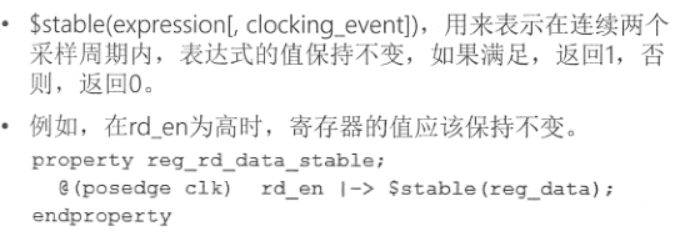 • $stable(expression[, clocking_event])，用来表示在连续两个
采样周期内，表达式的值保持不变，如果满足，返回1，否
则，返回0。
• 例如，在rd_en为高时，寄存器的值应该保持不变。
property reg_rd_data_stable;
@(posedge clk) rd_en |-> $stable(reg_data);
endproperty